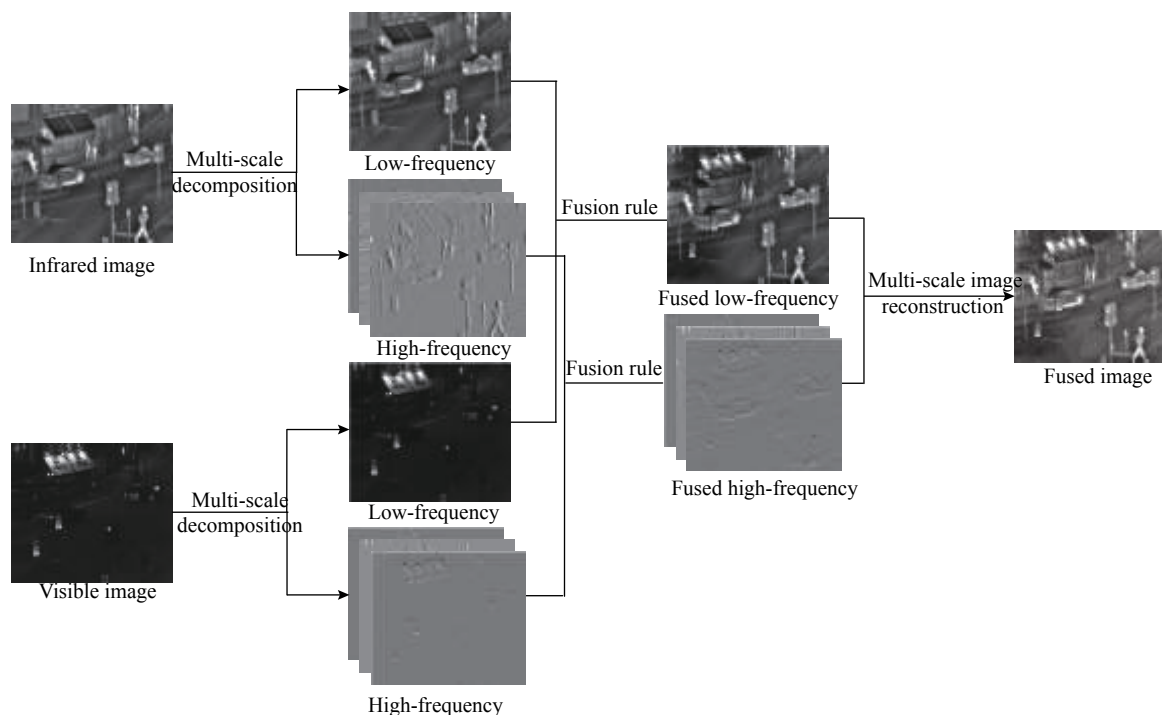 Infrared image
Multi-scale
decomposition
Low-frequency
High-frequency
Visible image
Multi-scale
decomposition
Low-frequency
High-frequency
Fusion rule
Fusion rule
Fused low-frequency
Fused high-frequency
Multi-scale image
reconstruction
Fused image